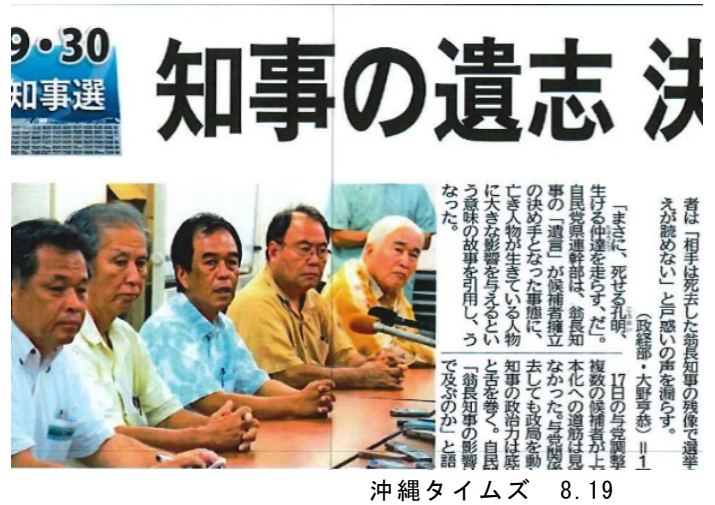 9・30
知事選
知事の遺志 決
者は「相手は死去した翁長知事の残像で選挙
えが読めない」と戸惑いの声を漏らす。
(政経部・大野亨恭)=1
「まさに、死せる孔明、
生ける仲達を走らす、だ」。
自民党県連幹部は、翁長知
事の「遺言」が候補者擁立
の決め手となった事態に、
亡き人物が生きている人物
に大きな影響を与えるとい
う意味の故事を引用し、う
なった。
17日の与党調整
複数の候補者が上
本化への道筋は見
なかった。与党関係
去しても政局を動
知事の政治力は底
と舌を巻く。自民
「翁長知事の影響
で及ぶのか」と語
沖縄タイムズ 8.19